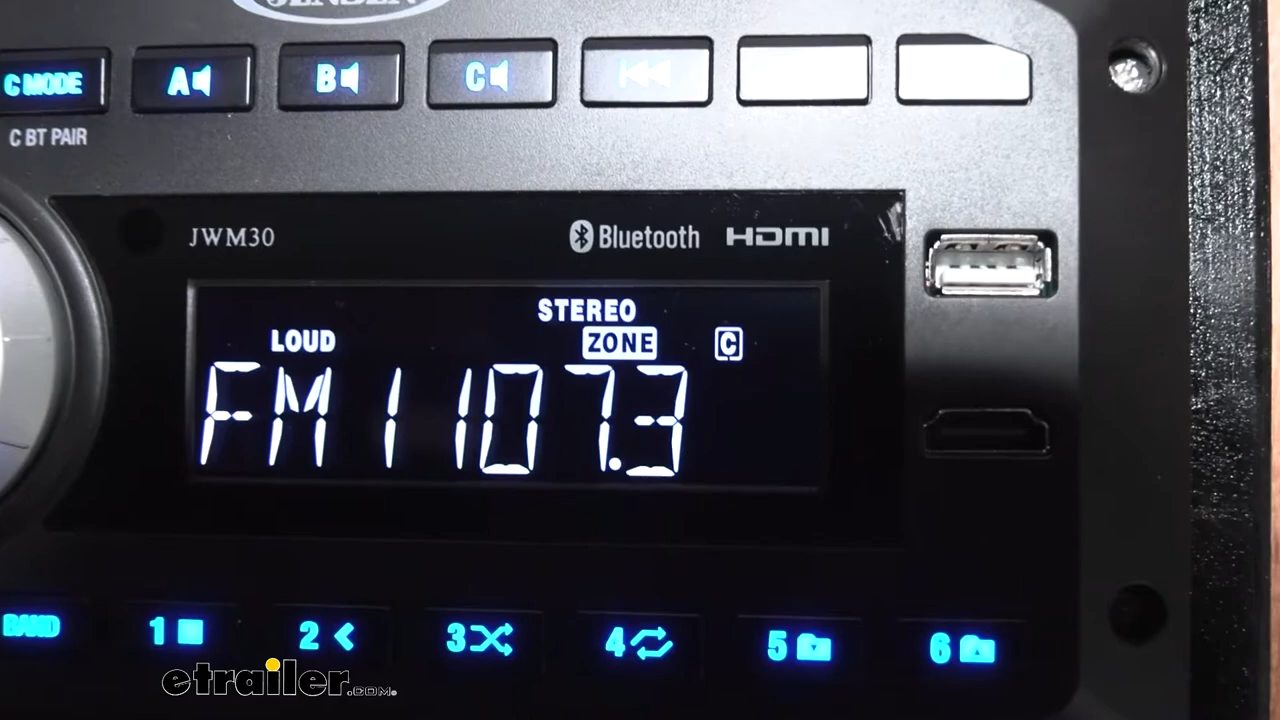 JENSEN
C MODE A B C
C BT PAIR
JWM30 Bluetooth HDMI
STEREO
LOUD ZONE C
FM1 107.3
BAND 1 2 3 4 5 6
etrailer.COM